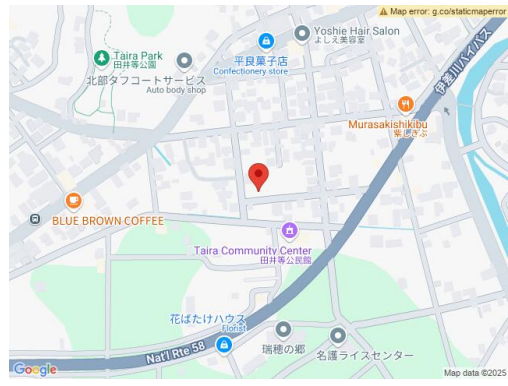 Map error: g.co/staticmaperror
Yoshie Hair Salon
よしえ美容室
Taira Park
田井等公園
平良菓子店
Confectionery store
北部タフコートサービス
Auto body shop
伊差川バイパス
Murasakishikibu
紫しきぶ
BLUE BROWN COFFEE
Taira Community Center
田井等公民館
花ばたけハウス
Florist
Nat'l Rte 58
瑞穂の郷
名護ライスセンター
Google
Map data ©2025